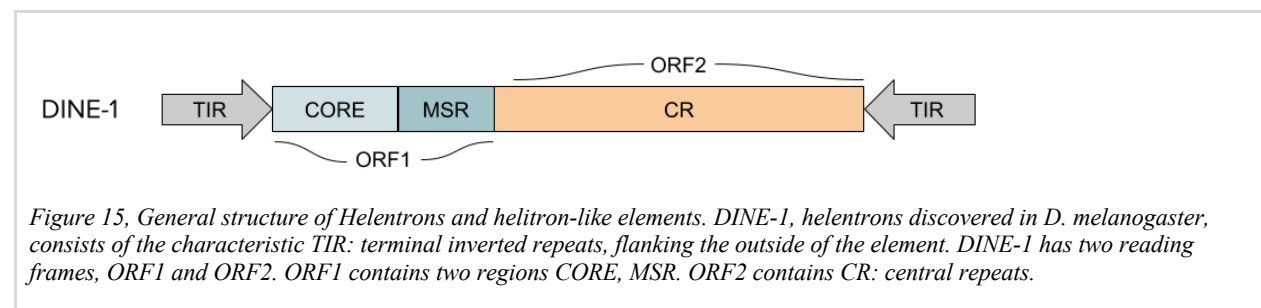 ORF2
DINE-1 TIR CORE MSR CR TIR
ORF1
Figure 15, General structure of Helentrons and helitron-like elements. DINE-1, helentrons discovered in D. melanogaster,
consists of the characteristic TIR: terminal inverted repeats, flanking the outside of the element. DINE-1 has two reading
frames, ORF1 and ORF2. ORF1 contains two regions CORE, MSR. ORF2 contains CR: central repeats.